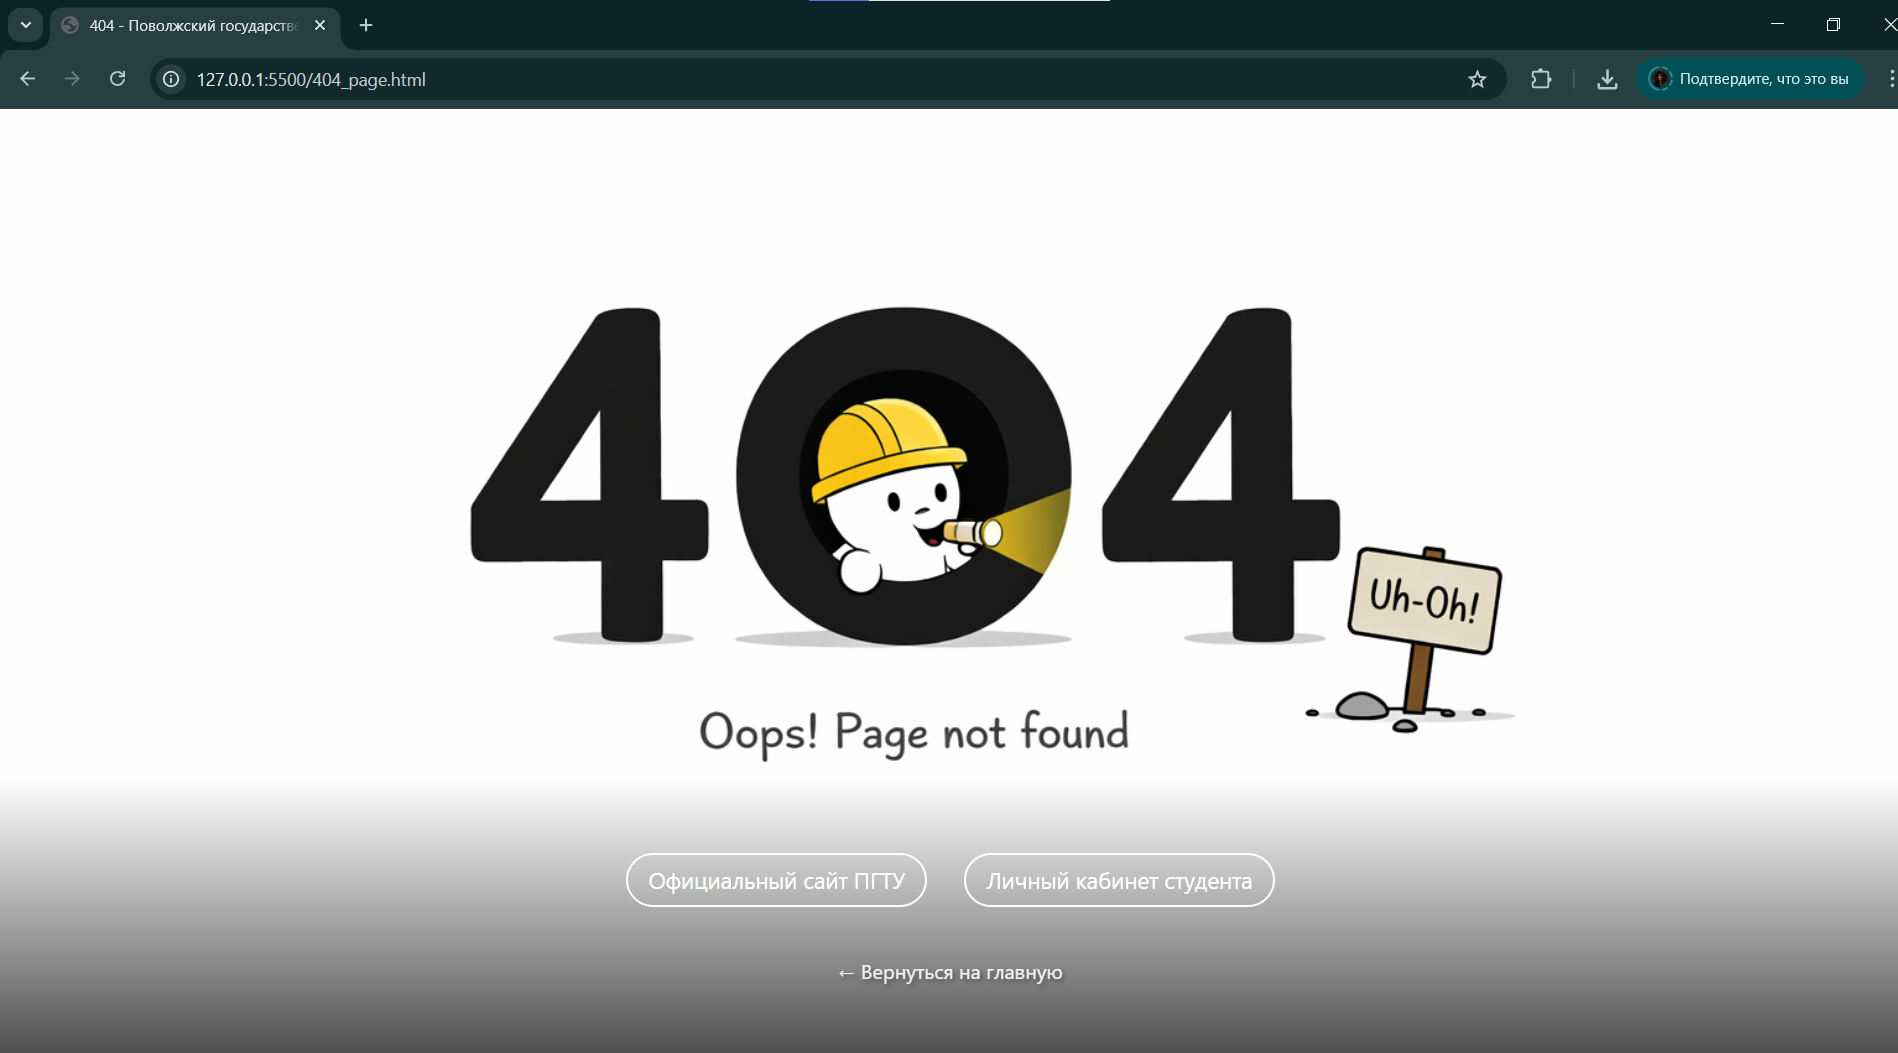 404 - Поволжский государстве
127.0.0.1:5500/404_page.html
Подтвердите, что это вы
404
Uh-Oh!
Oops! Page not found
Официальный сайт ПГТУ
Личный кабинет студента
← Вернуться на главную